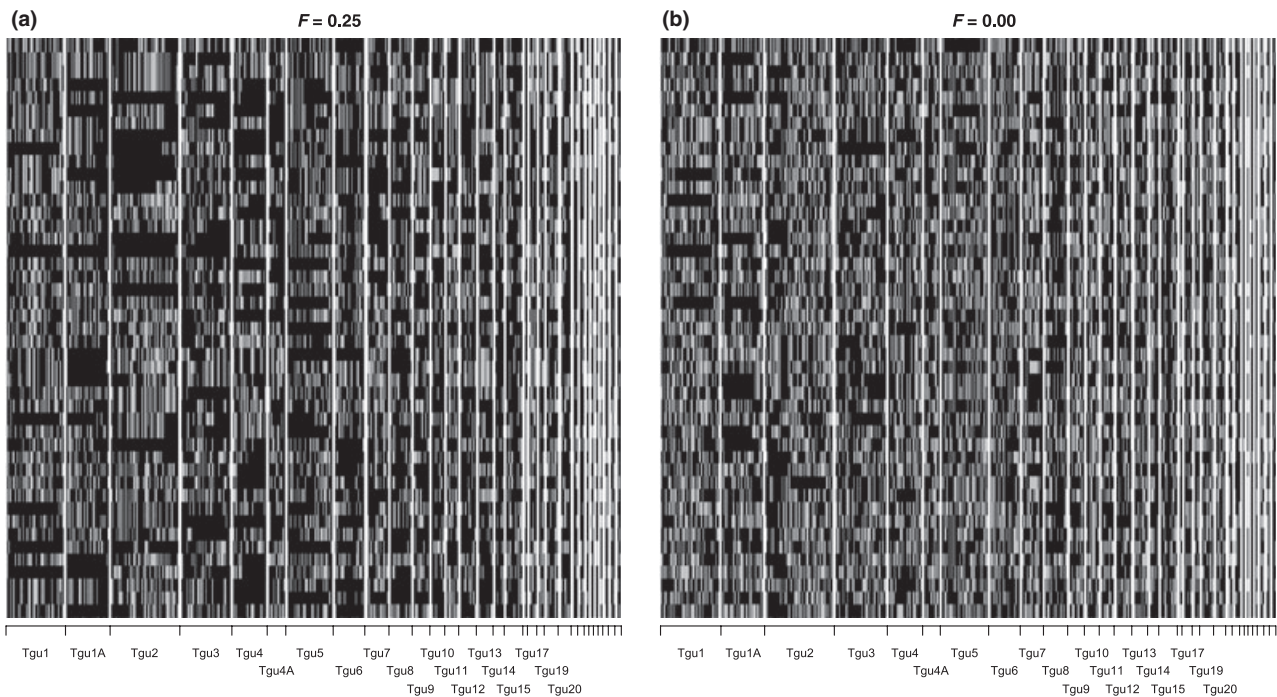 (a) F = 0.25
(b) F = 0.00
Tgu1 Tgu1A Tgu2 Tgu3 Tgu4 Tgu5 Tgu7 Tgu10 Tgu13 Tgu17
Tgu4A Tgu6 Tgu8 Tgu11 Tgu14 Tgu19
Tgu9 Tgu12 Tgu15 Tgu20
Tgu1 Tgu1A Tgu2 Tgu3 Tgu4 Tgu5 Tgu7 Tgu10 Tgu13 Tgu17
Tgu4A Tgu6 Tgu8 Tgu11 Tgu14 Tgu19
Tgu9 Tgu12 Tgu15 Tgu20